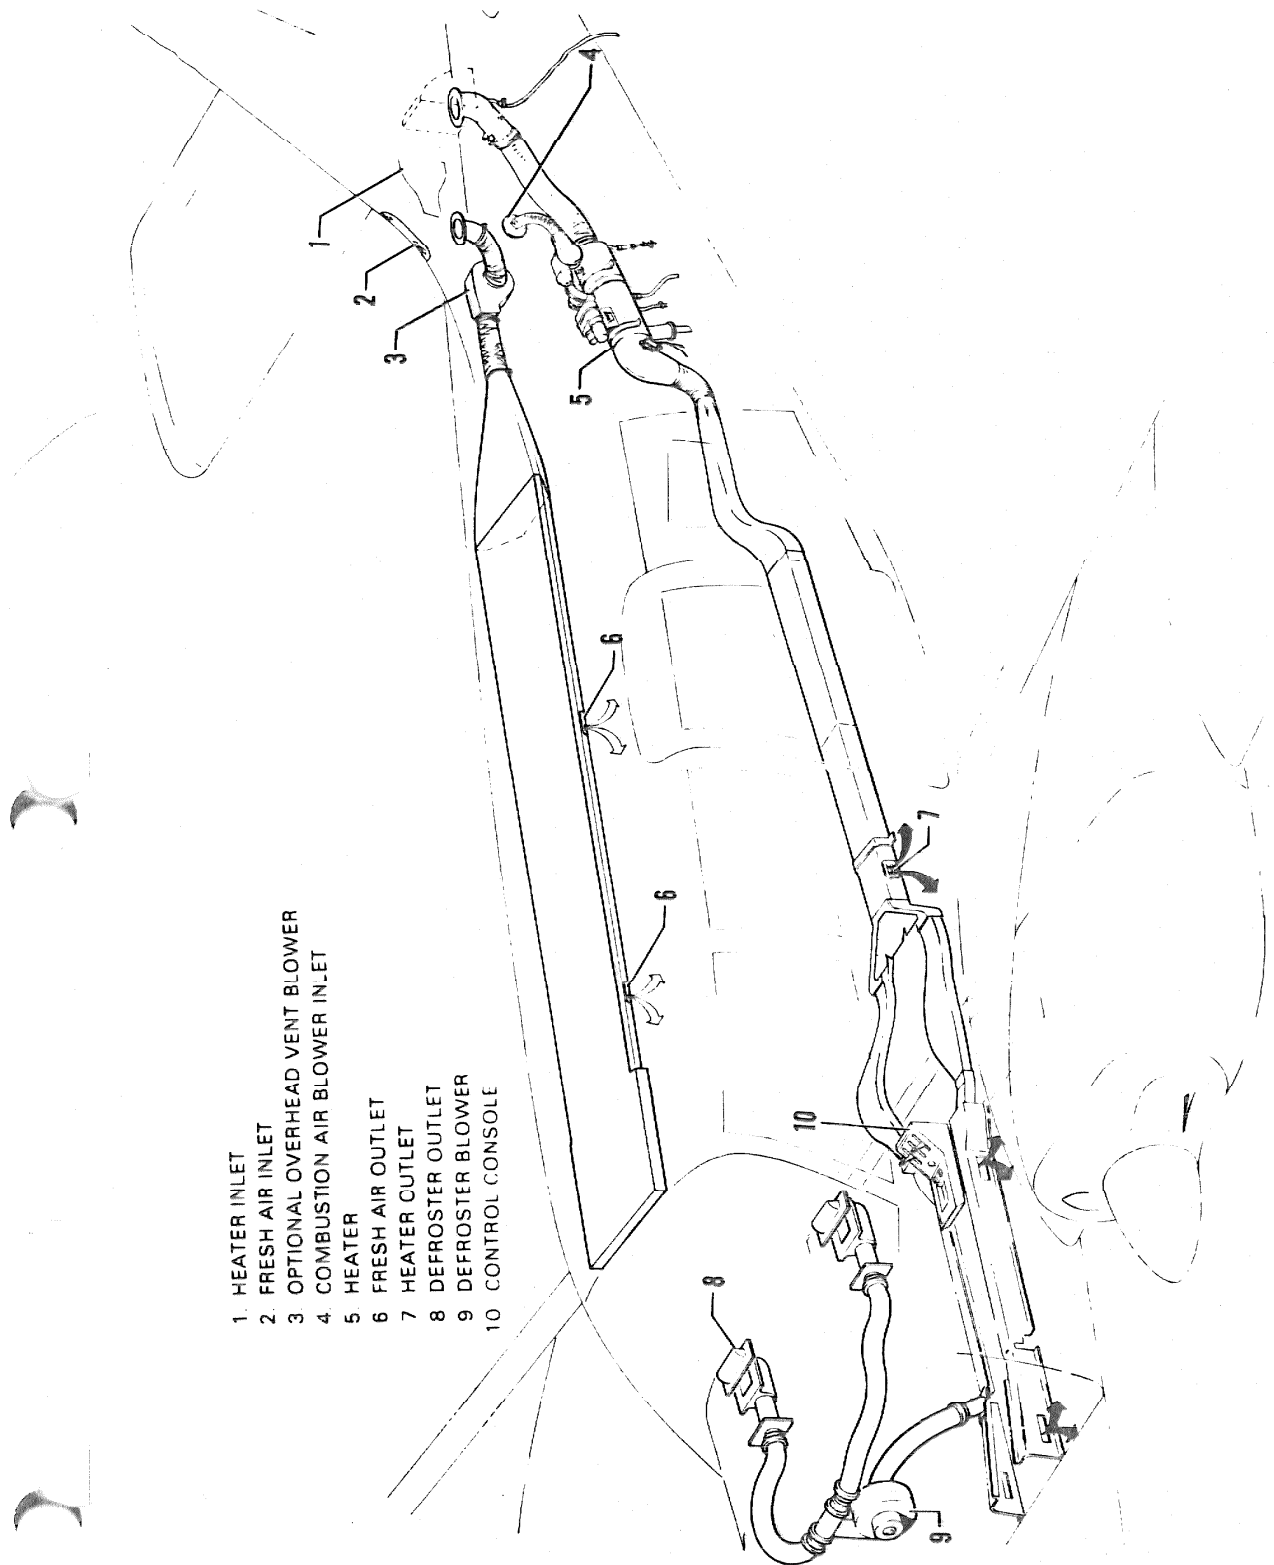 1. HEATER INLET
2. FRESH AIR INLET
3. OPTIONAL OVERHEAD VENT BLOWER
4. COMBUSTION AIR BLOWER INLET
5. HEATER
6 FRESH AIR OUTLET
7 HEATER OUTLET
8 DEFROSTER OUTLET
9 DEFROSTER BLOWER
10 CONTROL CONSOLE
1
2
3
4
5
6
6
7
8
9
10